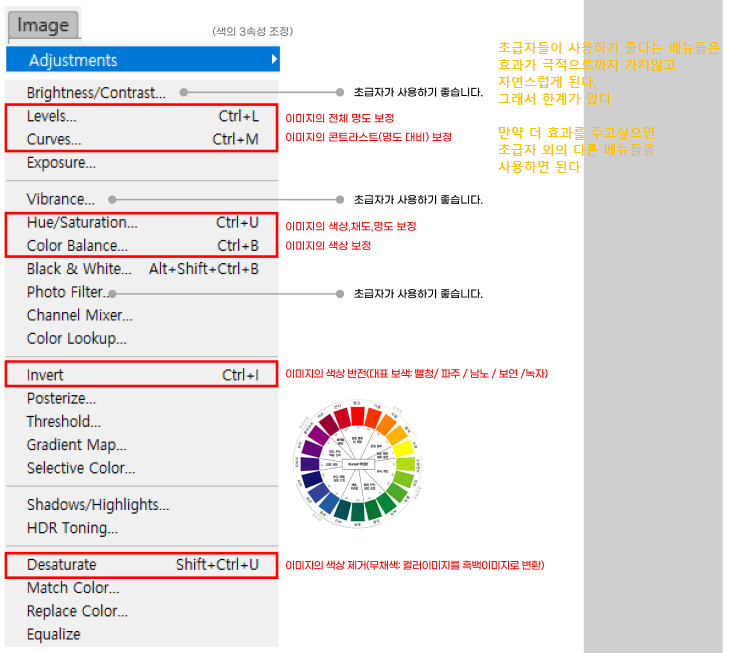 Image
(색의 3속성 조정)
Adjustments
초급자들이 사용하기 좋다는 메뉴들은
효과가 극적으로까지 가지않고
자연스럽게 된다.
그래서 한계가 있다
만약 더 효과를 주고싶으면
초급자 외의 다른 메뉴들을
사용하면 된다
Brightness/Contrast... 초급자가 사용하기 좋습니다.
Levels... Ctrl+L 이미지의 전체 명도 보정
Curves... Ctrl+M 이미지의 콘트라스트(명도 대비) 보정
Exposure...
Vibrance... 초급자가 사용하기 좋습니다.
Hue/Saturation... Ctrl+U 이미지의 색상,채도,명도 보정
Color Balance... Ctrl+B 이미지의 색상 보정
Black & White... Alt+Shift+Ctrl+B
Photo Filter... 초급자가 사용하기 좋습니다.
Channel Mixer...
Color Lookup...
Invert Ctrl+I 이미지의 색상 반전(대표 보색: 빨청/ 파주 / 남노 / 보연 /녹자)
Posterize...
Threshold...
Gradient Map...
Selective Color...
Shadows/Highlights...
HDR Toning...
Desaturate Shift+Ctrl+U 이미지의 색상 제거(무채색: 컬러이미지를 흑백이미지로 변환)
Match Color...
Replace Color...
Equalize